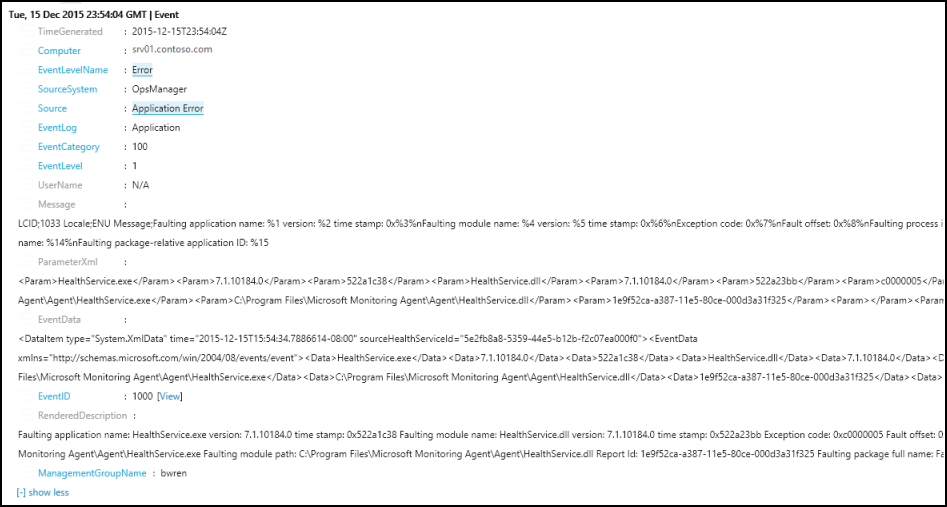 Tue, 15 Dec 2015 23:54:04 GMT | Event
TimeGenerated : 2015-12-15T23:54:04Z
Computer : srv01.contoso.com
EventLevelName : Error
SourceSystem : OpsManager
Source : Application Error
EventLog : Application
EventCategory : 100
EventLevel : 1
UserName : N/A
Message :
LCID;1033 Locale;ENU Message;Faulting application name: %1 version: %2 time stamp: 0x%3%nFaulting module name: %4 version: %5 time stamp: 0x%6%nException code: 0x%7%nFault offset: 0x%8%nFaulting process i
name: %14%nFaulting package-relative application ID: %15
ParameterXml :
<Param>HealthService.exe</Param><Param>7.1.10184.0</Param><Param>522a1c38</Param><Param>HealthService.dll</Param><Param>7.1.10184.0</Param><Param>522a23bb</Param><Param>c0000005</Par
Agent\Agent\HealthService.exe</Param><Param>C:\Program Files\Microsoft Monitoring Agent\Agent\HealthService.dll</Param><Param>1e9f52ca-a387-11e5-80ce-000d3a31f325</Param><Param></Param><Para
EventData :
<DataItem type="System.XmlData" time="2015-12-15T15:54:34.7886614-08:00" sourceHealthServiceId="5e2fb8a8-5359-44e5-b12b-f2c07ea000f0"><EventData
xmlns="http://schemas.microsoft.com/win/2004/08/events/event"><Data>HealthService.exe</Data><Data>7.1.10184.0</Data><Data>522a1c38</Data><Data>HealthService.dll</Data><Data>7.1.10184.0</Data><D
Files\Microsoft Monitoring Agent\Agent\HealthService.exe</Data><Data>C:\Program Files\Microsoft Monitoring Agent\Agent\HealthService.dll</Data><Data>1e9f52ca-a387-11e5-80ce-000d3a31f325</Data><Data>
EventID : 1000 [View]
RenderedDescription :
Faulting application name: HealthService.exe version: 7.1.10184.0 time stamp: 0x522a1c38 Faulting module name: HealthService.dll version: 7.1.10184.0 time stamp: 0x522a23bb Exception code: 0xc0000005 Fault offset: 0
Monitoring Agent\Agent\HealthService.exe Faulting module path: C:\Program Files\Microsoft Monitoring Agent\Agent\HealthService.dll Report Id: 1e9f52ca-a387-11e5-80ce-000d3a31f325 Faulting package full name: Fa
ManagementGroupName : bwren
[-] show less